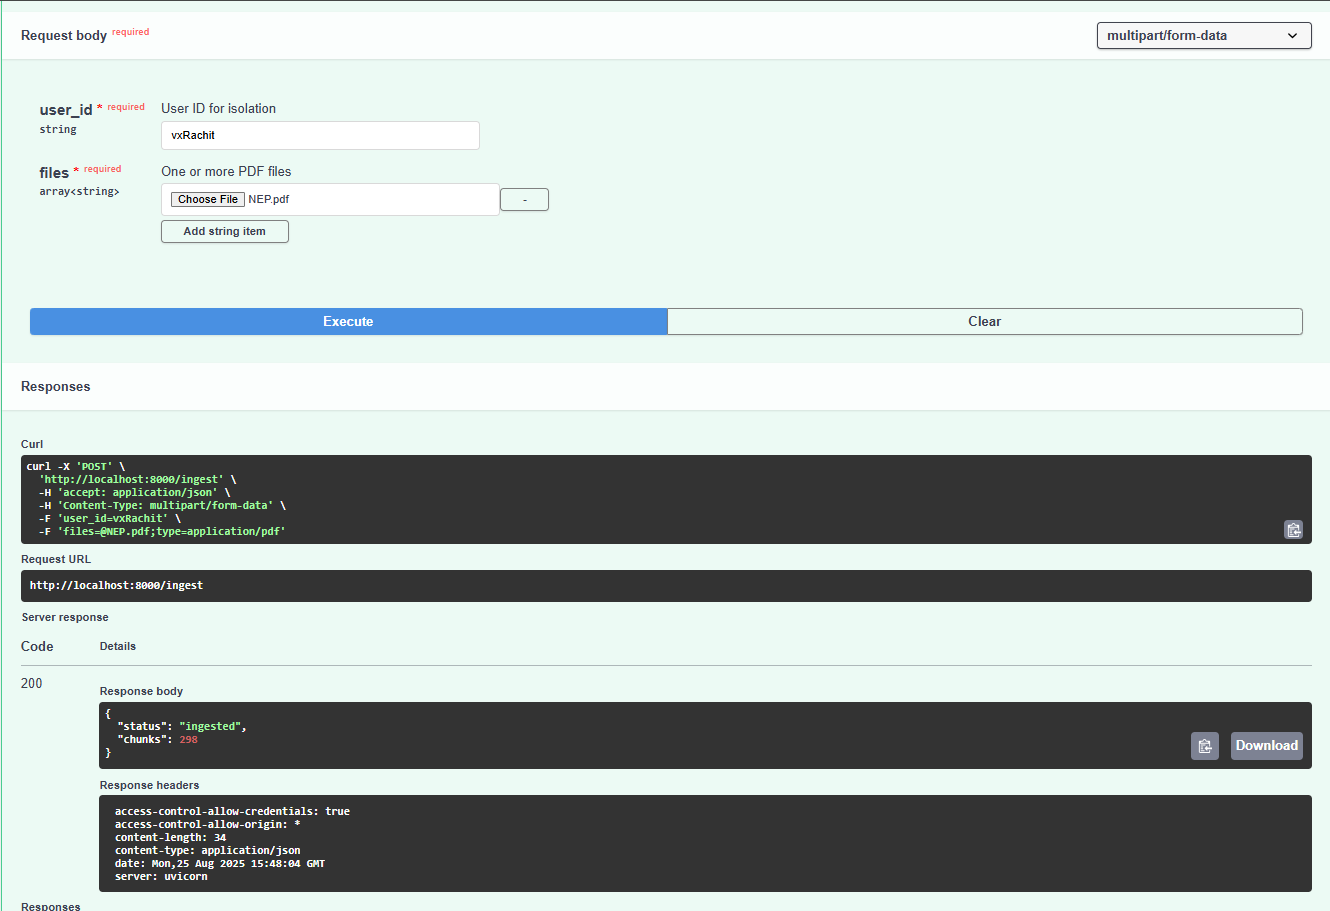 Request body required
multipart/form-data
user_id * required
string
User ID for isolation
vxRachit
files * required
array<string>
One or more PDF files
Choose File NEP.pdf
-
Add string item
Execute
Clear
Responses
Curl
curl -X 'POST' \
'http://localhost:8000/ingest' \
-H 'accept: application/json' \
-H 'Content-Type: multipart/form-data' \
-F 'user_id=vxRachit' \
-F 'files=@NEP.pdf;type=application/pdf'
Request URL
http://localhost:8000/ingest
Server response
Code Details
200
Response body
{
"status": "ingested",
"chunks": 298
}
Download
Response headers
access-control-allow-credentials: true
access-control-allow-origin: *
content-length: 34
content-type: application/json
date: Mon,25 Aug 2025 15:48:04 GMT
server: uvicorn
Responses